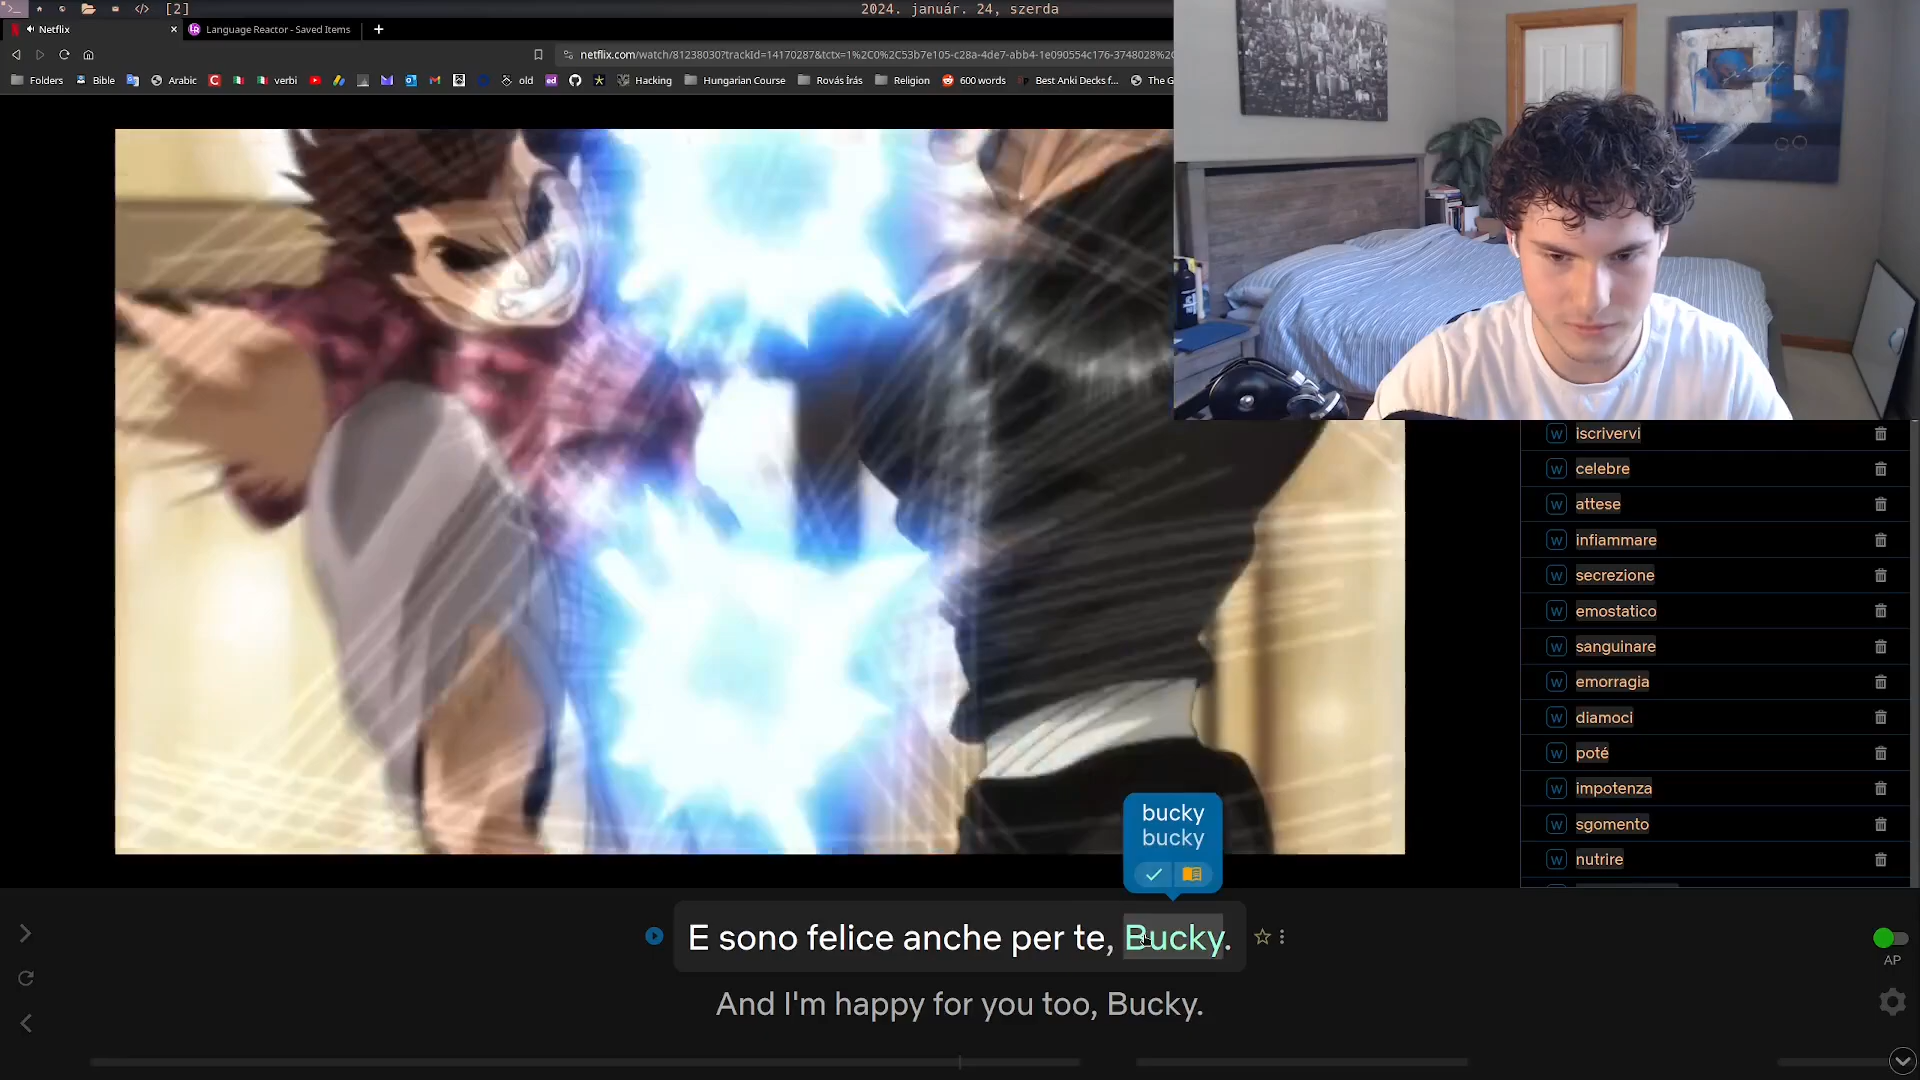 [2]
2024. január. 24, szerda
Netflix
Language Reactor - Saved Items
netflix.com/watch/81238030?trackId=14170287&tctx=1%2C0%2C53b7e105-c28a-4de7-abb4-1e090554c176-3748028%2C
Folders Bible Arabic verbi old Hacking Hungarian Course Rovás Írás Religion 600 words Best Anki Decks f... The G
iscrivervi
celebre
attese
infiammare
secrezione
emostatico
sanguinare
emorragia
diamoci
poté
impotenza
sgomento
nutrire
bucky
bucky
E sono felice anche per te, Bucky.
And I'm happy for you too, Bucky.
AP